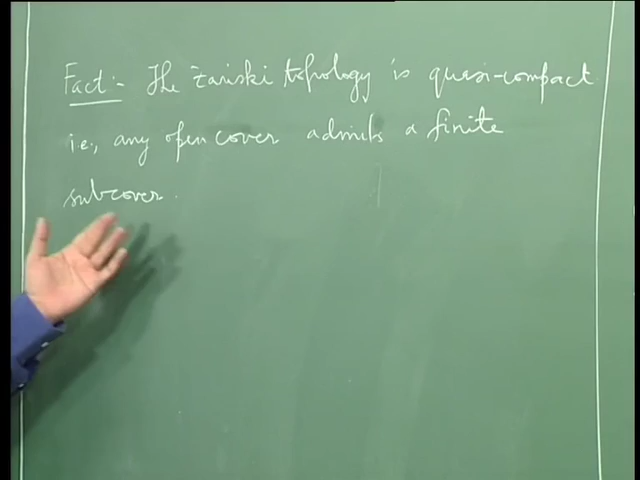 Fact:- The Zariski topology is quasi-compact
i.e., any open cover admits a finite
subcover.